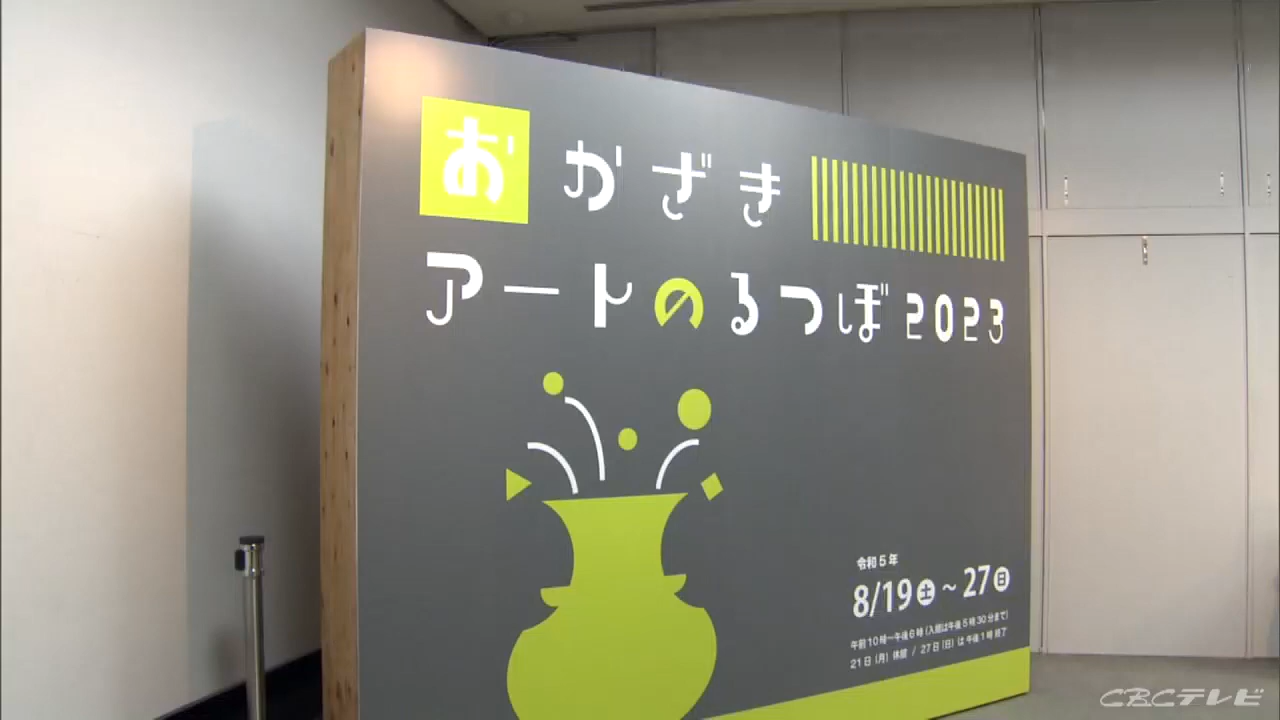 おかざき
アートのるつぼ2023
令和5年
8/19土~27日
午前10時~午後6時(入館は午後5時30分まで)
21日(月)休館 / 27日(日)は午後1時終了
CBCテレビ